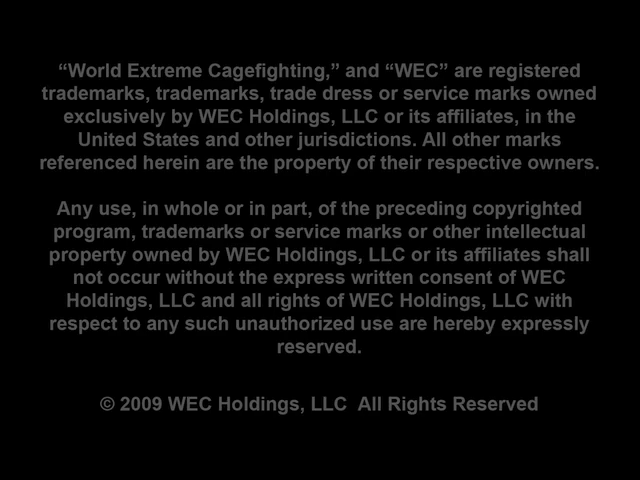 “World Extreme Cagefighting,” and “WEC” are registered
trademarks, trademarks, trade dress or service marks owned
exclusively by WEC Holdings, LLC or its affiliates, in the
United States and other jurisdictions. All other marks
referenced herein are the property of their respective owners.
Any use, in whole or in part, of the preceding copyrighted
program, trademarks or service marks or other intellectual
property owned by WEC Holdings, LLC or its affiliates shall
not occur without the express written consent of WEC
Holdings, LLC and all rights of WEC Holdings, LLC with
respect to any such unauthorized use are hereby expressly
reserved.
© 2009 WEC Holdings, LLC  All Rights Reserved